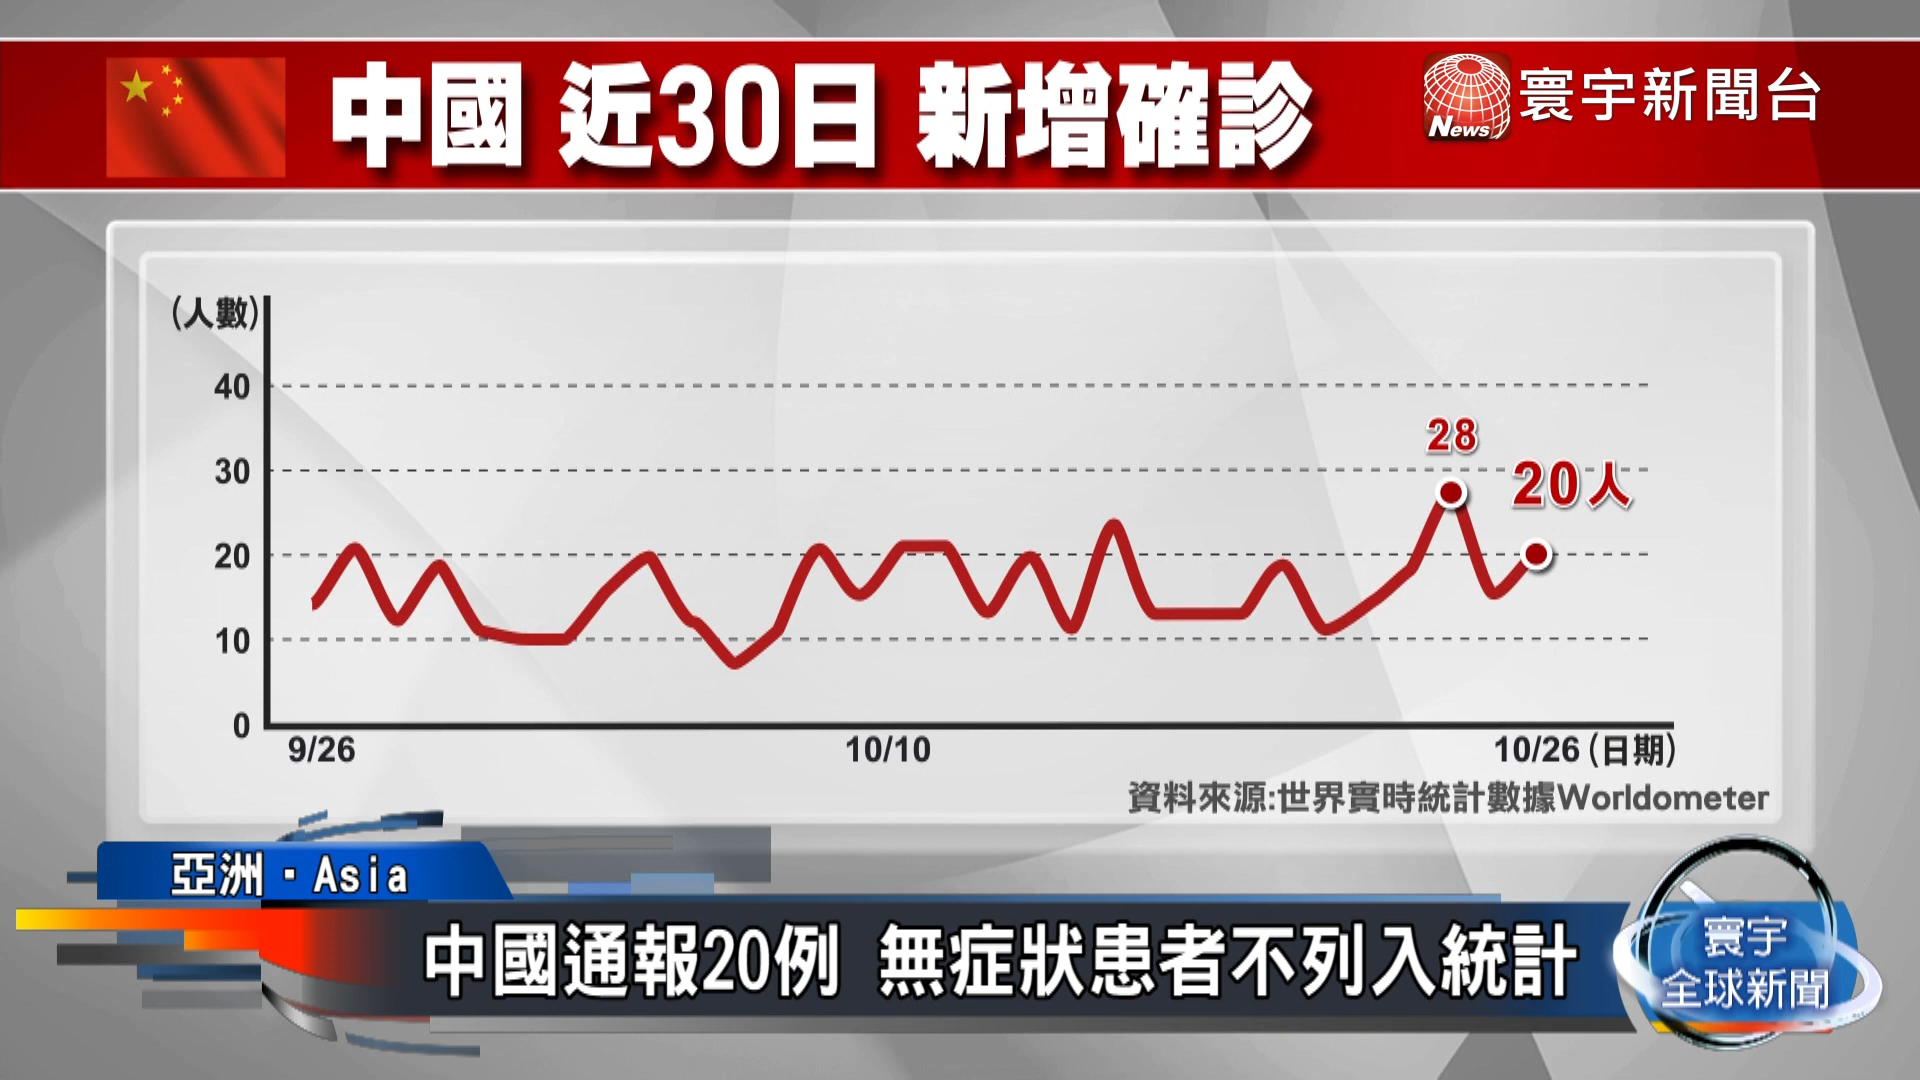 中國 近30日 新增確診
News 寰宇新聞台
(人數)
40
30
20
10
0
28
20人
9/26
10/10
10/26 (日期)
資料來源:世界實時統計數據Worldometer
亞洲·Asia
中國通報20例 無症狀患者不列入統計
寰宇
全球新聞